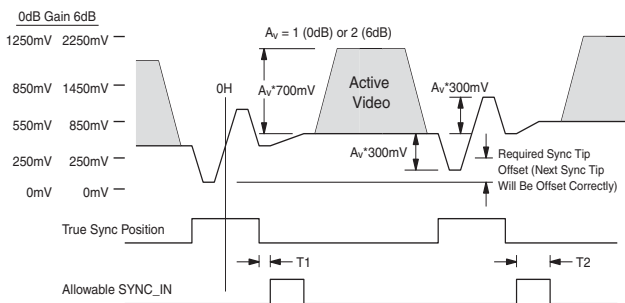 0dB Gain 6dB
1250mV 2250mV
850mV 1450mV
550mV 850mV
250mV 250mV
0mV 0mV
0H
Av = 1 (0dB) or 2 (6dB)
Av*700mV
Active
Video
Av*300mV
Av*300mV
Required Sync Tip
Offset (Next Sync Tip
Will Be Offset Correctly)
True Sync Position
T1
T2
Allowable SYNC_IN